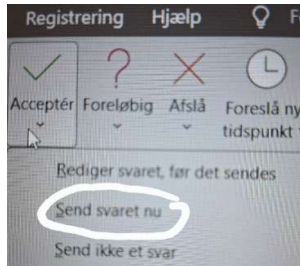 Registrering Hjælp
Acceptér Foreløbig Afslå Foreslå ny
tidspunkt
Rediger svaret, før det sendes
Send svaret nu
Send ikke et svar